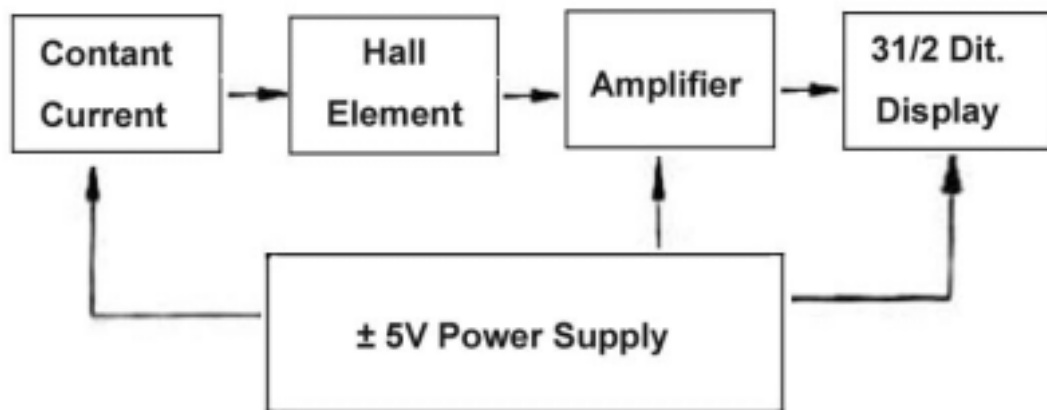 Contant
Current
Hall
Element
Amplifier
31/2 Dit.
Display
± 5V Power Supply